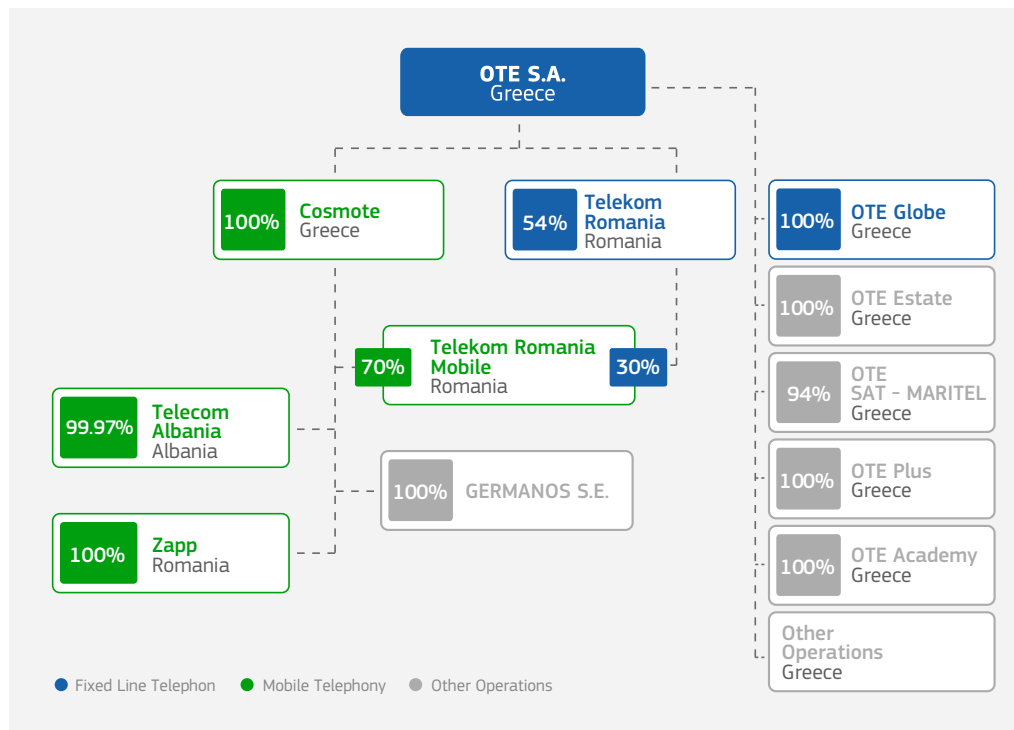 OTE S.A.
Greece
100%
Cosmote
Greece
54%
Telekom
Romania
Romania
100%
OTE Globe
Greece
100%
OTE Estate
Greece
70%
Telekom Romania
Mobile
Romania
30%
94%
OTE
SAT - MARITEL
Greece
99.97%
Telecom
Albania
Albania
100%
GERMANOS S.E.
100%
OTE Plus
Greece
100%
Zapp
Romania
100%
OTE Academy
Greece
Other
Operations
Greece
Fixed Line Telephon
Mobile Telephony
Other Operations